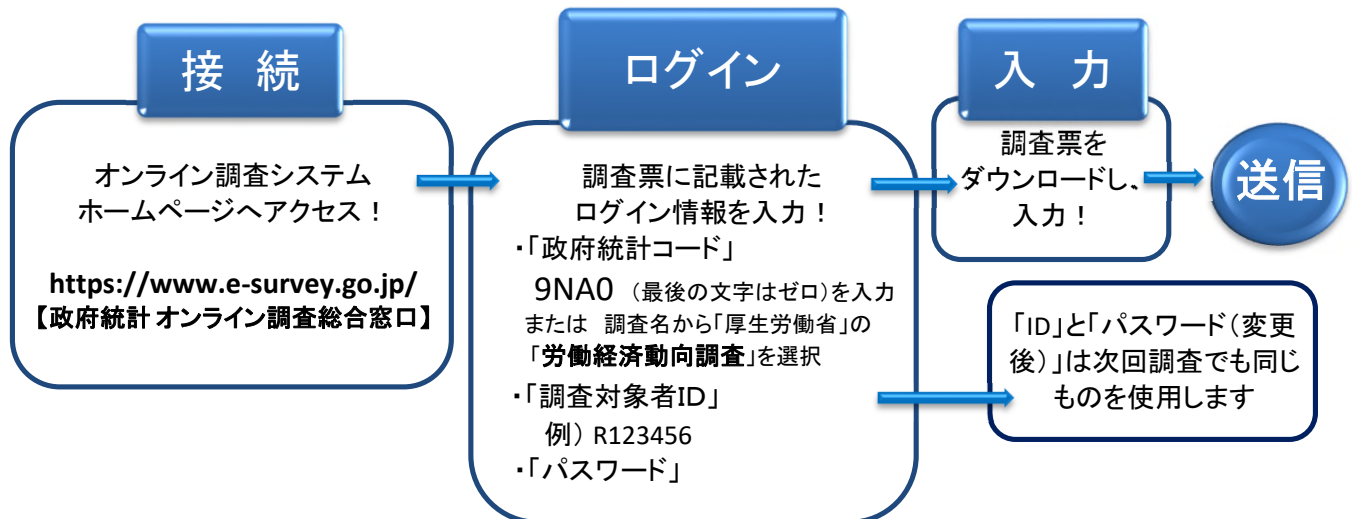 接 続
オンライン調査システム
ホームページへアクセス！
https://www.e-survey.go.jp/
【政府統計 オンライン調査総合窓口】
ログイン
調査票に記載された
ログイン情報を入力！
・「政府統計コード」
9NA0 （最後の文字はゼロ）を入力
または 調査名から「厚生労働省」の
「労働経済動向調査」を選択
・「調査対象者ID」
例） R123456
・「パスワード」
入 力
調査票を
ダウンロードし、
入力！
送信
「ID」と「パスワード（変更
後）」は次回調査でも同じ
ものを使用します